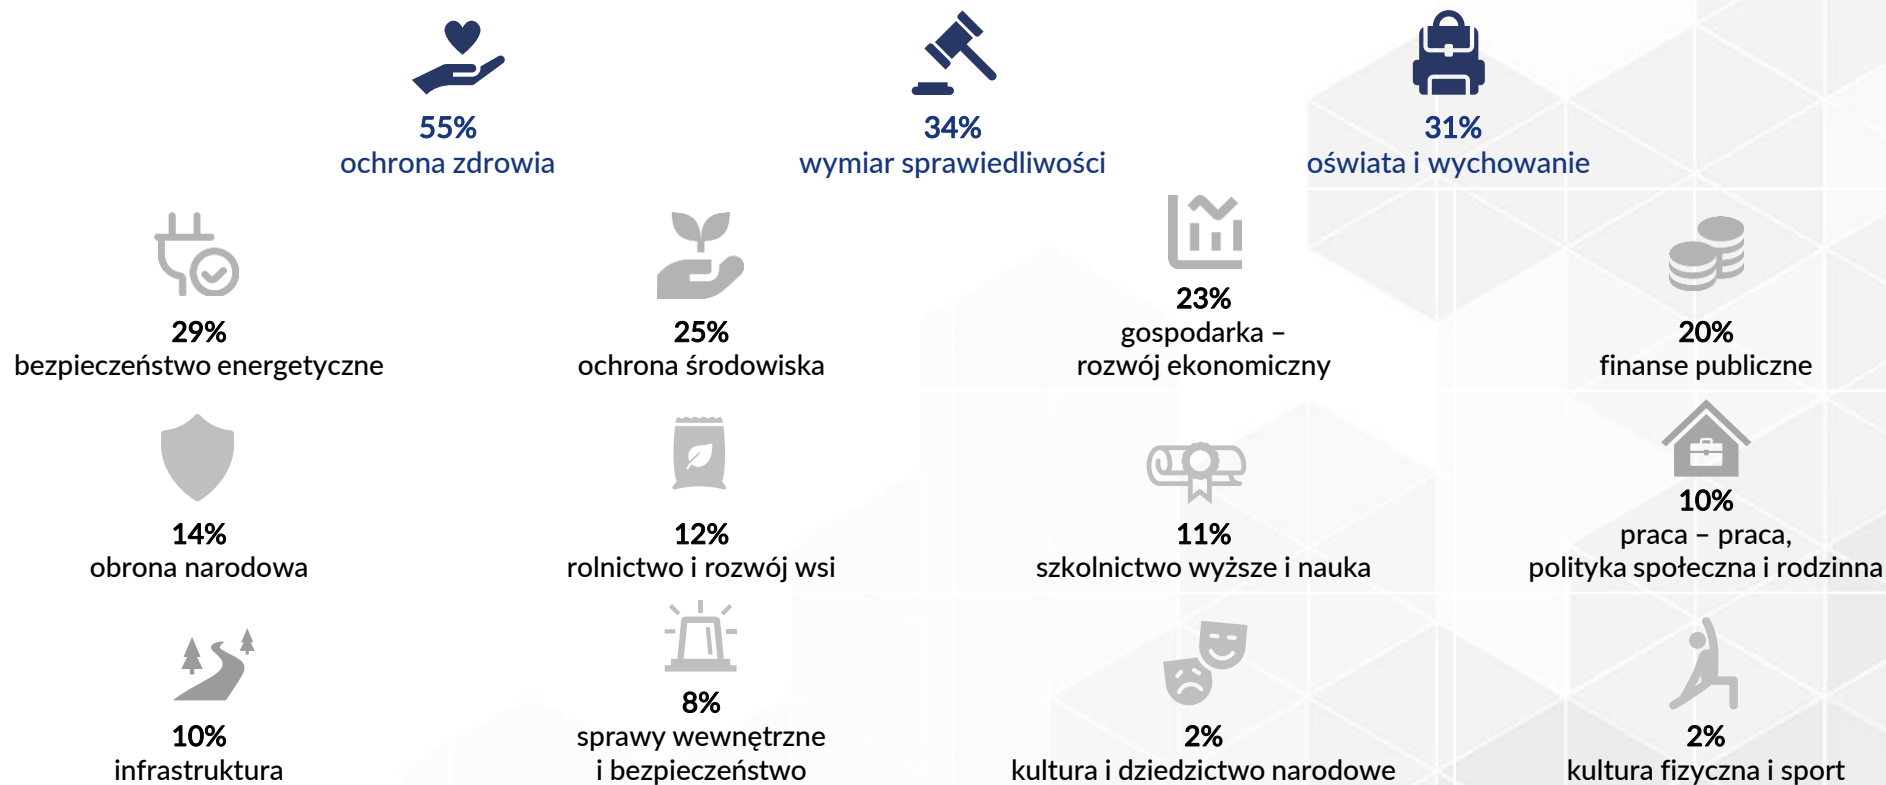 55%
ochrona zdrowia
34%
wymiar sprawiedliwości
31%
oświata i wychowanie
29%
bezpieczeństwo energetyczne
25%
ochrona środowiska
23%
gospodarka –
rozwój ekonomiczny
20%
finanse publiczne
14%
obrona narodowa
12%
rolnictwo i rozwój wsi
11%
szkolnictwo wyższe i nauka
10%
praca – praca,
polityka społeczna i rodzinna
10%
infrastruktura
8%
sprawy wewnętrzne
i bezpieczeństwo
2%
kultura i dziedzictwo narodowe
2%
kultura fizyczna i sport